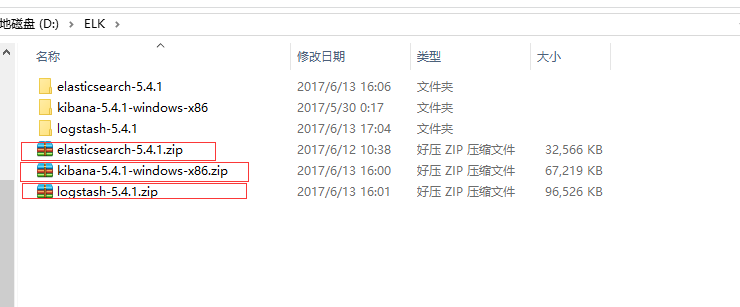 地磁盘 (D:) > ELK >
名称 修改日期 类型 大小
elasticsearch-5.4.1 2017/6/13 16:06 文件夹
kibana-5.4.1-windows-x86 2017/5/30 0:17 文件夹
logstash-5.4.1 2017/6/13 17:04 文件夹
elasticsearch-5.4.1.zip 2017/6/12 10:38 好压 ZIP 压缩文件 32,566 KB
kibana-5.4.1-windows-x86.zip 2017/6/13 16:00 好压 ZIP 压缩文件 67,219 KB
logstash-5.4.1.zip 2017/6/13 16:01 好压 ZIP 压缩文件 96,526 KB